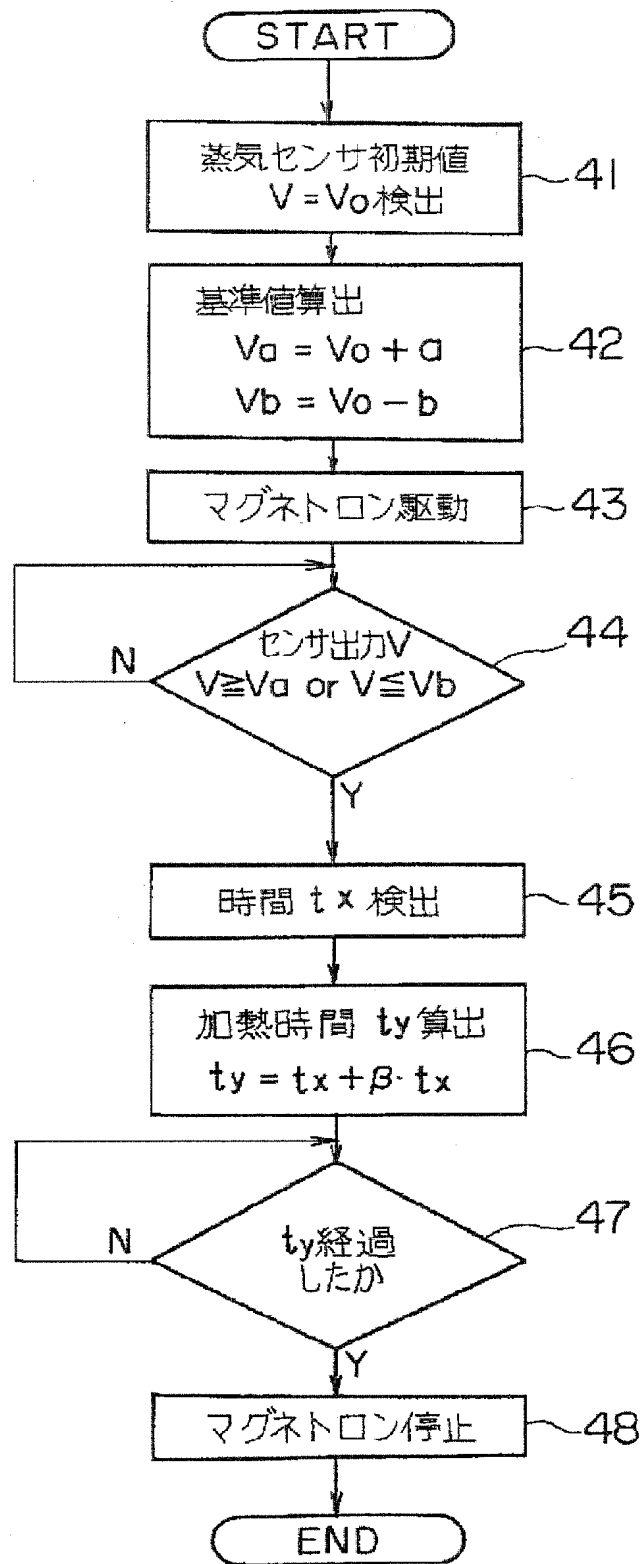 START
蒸気センサ初期値
V = Vo 検出
41
基準値算出
Va = Vo + a
Vb = Vo − b
42
マグネトロン駆動
43
センサ出力V
V≧Va or V≦Vb
44
N
Y
時間 tx 検出
45
加熱時間 ty 算出
ty = tx + β· tx
46
ty経過
したか
47
N
Y
マグネトロン停止
48
END